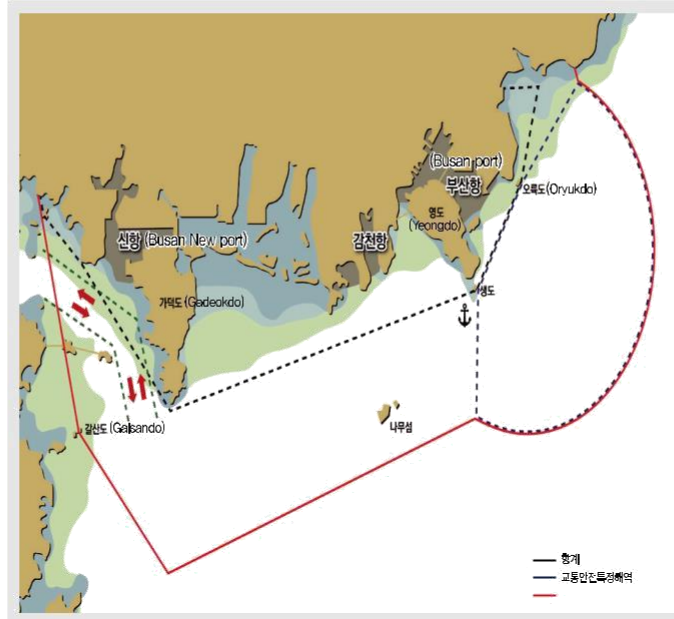 (Busan port)
부산항
오륙도(Oryukdo)
영도
(Yeongdo)
신항 (Busan New port)
감천항
생도
가덕도(Gadeokdo)
나무섬
갈산도(Galsando)
항계
교통안전특정해역